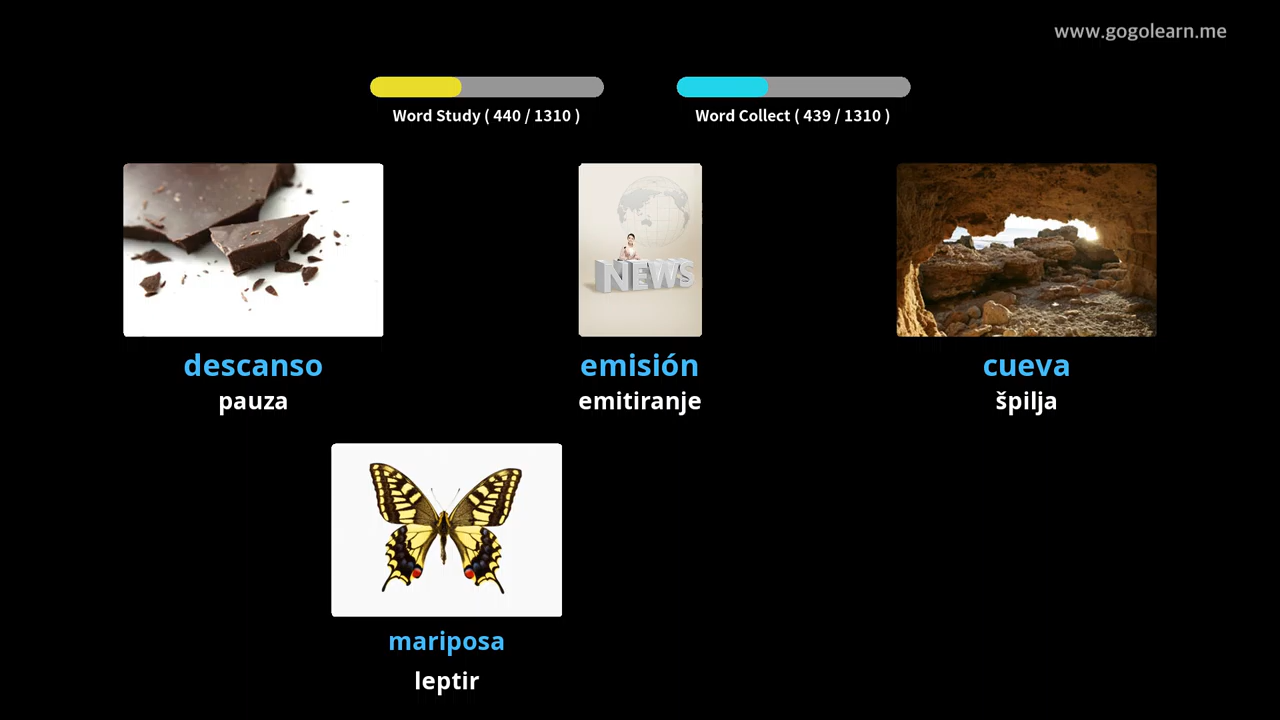 www.gogolearn.me
Word Study ( 440 / 1310 )
Word Collect ( 439 / 1310 )
NEWS
descanso
pauza
emisión
emitiranje
cueva
špilja
mariposa
leptir